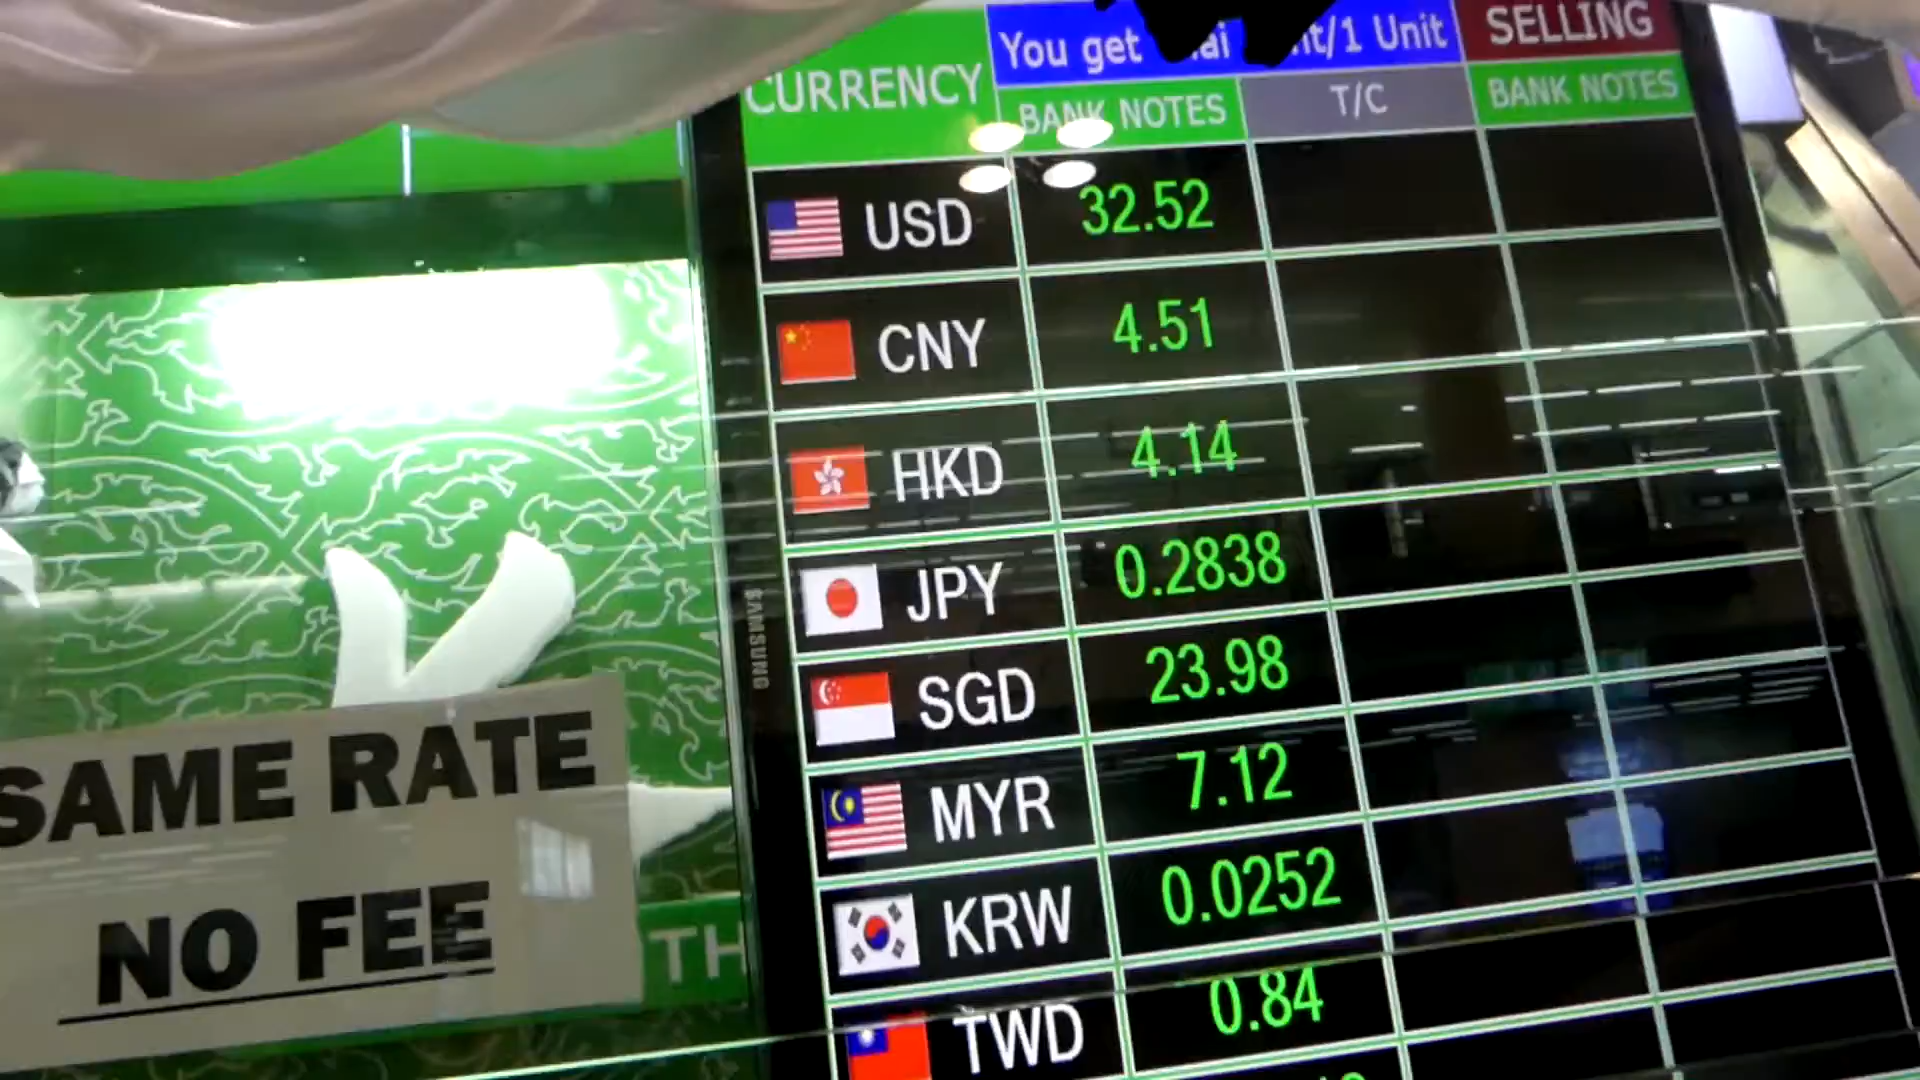 CURRENCY
You get
BANK NOTES
T/C
SELLING
BANK NOTES
USD 32.52
CNY 4.51
HKD 4.14
JPY 0.2838
SGD 23.98
MYR 7.12
KRW 0.0252
TWD 0.84
SAMSUNG
SAME RATE
NO FEE
TH